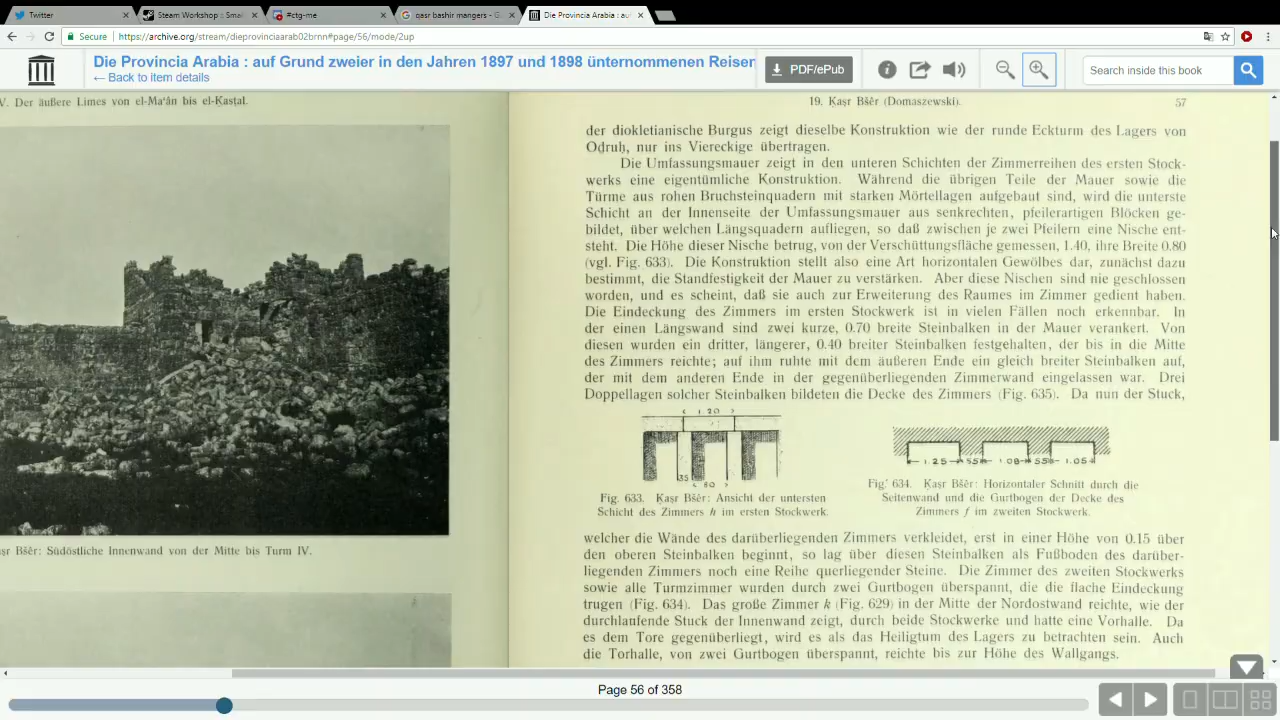 Twitter
Steam Workshop :: Smal
#ctg-me
qasr bashir mangers - G
Die Provincia Arabia : au
Secure
https://archive.org/stream/dieprovinciaarab02brnn#page/56/mode/2up
Die Provincia Arabia : auf Grund zweier in den Jahren 1897 und 1898 ünternommenen Reisen
← Back to item details
PDF/ePub
Search inside this book
V. Der äußere Limes von el-Maʿân bis el-Ḳasṭal.
ḳṣr Bšêr: Südöstliche Innenwand von der Mitte bis Turm IV.
19. Ḳaṣr Bšêr (Domaszewski).
57
der diokletianische Burgus zeigt dieselbe Konstruktion wie der runde Eckturm des Lagers von
Oḏruḥ, nur ins Viereckige übertragen.
Die Umfassungsmauer zeigt in den unteren Schichten der Zimmerreihen des ersten Stock-
werks eine eigentümliche Konstruktion. Während die übrigen Teile der Mauer sowie die
Türme aus rohen Bruchsteinquadern mit starken Mörtellagen aufgebaut sind, wird die unterste
Schicht an der Innenseite der Umfassungsmauer aus senkrechten, pfeilerartigen Blöcken ge-
bildet, über welchen Längsquadern aufliegen, so daß zwischen je zwei Pfeilern eine Nische ent-
steht. Die Höhe dieser Nische betrug, von der Verschüttungsfläche gemessen, 1.40, ihre Breite 0.80
(vgl. Fig. 633). Die Konstruktion stellt also eine Art horizontalen Gewölbes dar, zunächst dazu
bestimmt, die Standfestigkeit der Mauer zu verstärken. Aber diese Nischen sind nie geschlossen
worden, und es scheint, daß sie auch zur Erweiterung des Raumes im Zimmer gedient haben.
Die Eindeckung des Zimmers im ersten Stockwerk ist in vielen Fällen noch erkennbar. In
der einen Längswand sind zwei kurze, 0.70 breite Steinbalken in der Mauer verankert. Von
diesen wurden ein dritter, längerer, 0.40 breiter Steinbalken festgehalten, der bis in die Mitte
des Zimmers reichte; auf ihm ruhte mit dem äußeren Ende ein gleich breiter Steinbalken auf,
der mit dem anderen Ende in der gegenüberliegenden Zimmerwand eingelassen war. Drei
Doppellagen solcher Steinbalken bildeten die Decke des Zimmers (Fig. 635). Da nun der Stuck,
1.20
35
80
Fig. 633. Ḳaṣr Bšêr: Ansicht der untersten
Schicht des Zimmers h im ersten Stockwerk.
1.25 55 1.08 55 1.05
Fig. 634. Ḳaṣr Bšêr: Horizontaler Schnitt durch die
Seitenwand und die Gurtbogen der Decke des
Zimmers f im zweiten Stockwerk.
welcher die Wände des darüberliegenden Zimmers verkleidet, erst in einer Höhe von 0.15 über
den oberen Steinbalken beginnt, so lag über diesen Steinbalken als Fußboden des darüber-
liegenden Zimmers noch eine Reihe querliegender Steine. Die Zimmer des zweiten Stockwerks
sowie alle Turmzimmer wurden durch zwei Gurtbogen überspannt, die die flache Eindeckung
trugen (Fig. 634). Das große Zimmer k (Fig. 629) in der Mitte der Nordostwand reichte, wie der
durchlaufende Stuck der Innenwand zeigt, durch beide Stockwerke und hatte eine Vorhalle. Da
es dem Tore gegenüberliegt, wird es als das Heiligtum des Lagers zu betrachten sein. Auch
die Torhalle, von zwei Gurtbogen überspannt, reichte bis zur Höhe des Wallgangs.
Page 56 of 358